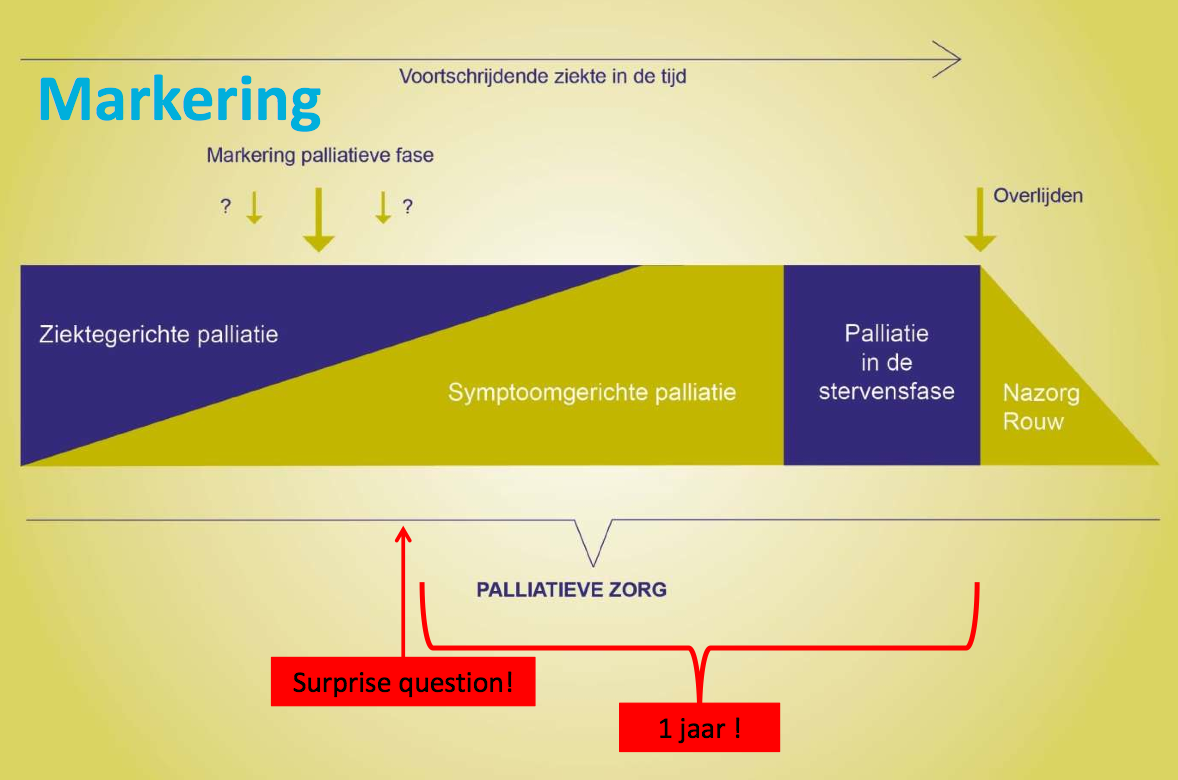 Voortschrijdende ziekte in de tijd
Markering
Markering palliatieve fase
? ?
Overlijden
Ziektegerichte palliatie
Symptoomgerichte palliatie
Palliatie
in de
stervensfase
Nazorg
Rouw
PALLIATIEVE ZORG
Surprise question!
1 jaar !